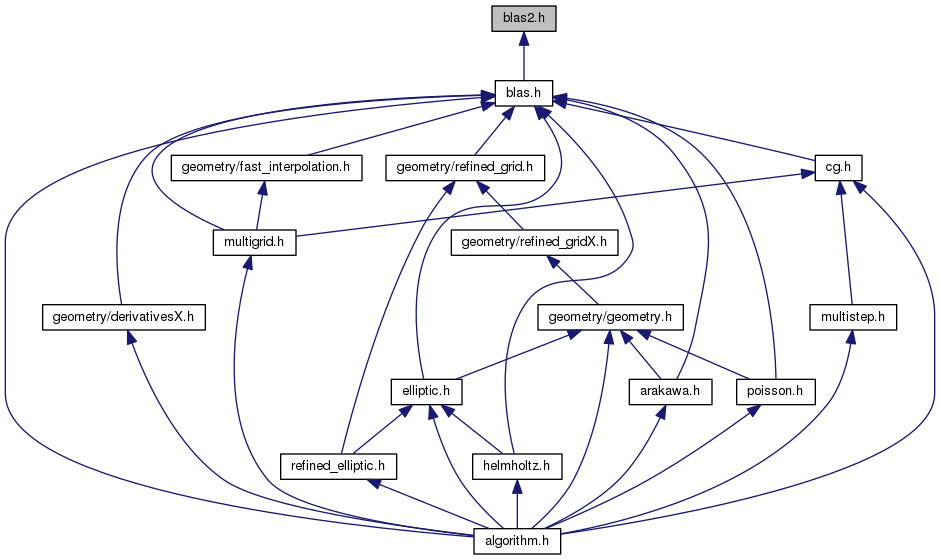 blas2.h
blas.h
geometry/fast_interpolation.h
geometry/refined_grid.h
cg.h
multigrid.h
geometry/refined_gridX.h
geometry/derivativesX.h
geometry/geometry.h
multistep.h
elliptic.h
arakawa.h
poisson.h
refined_elliptic.h
helmholtz.h
algorithm.h